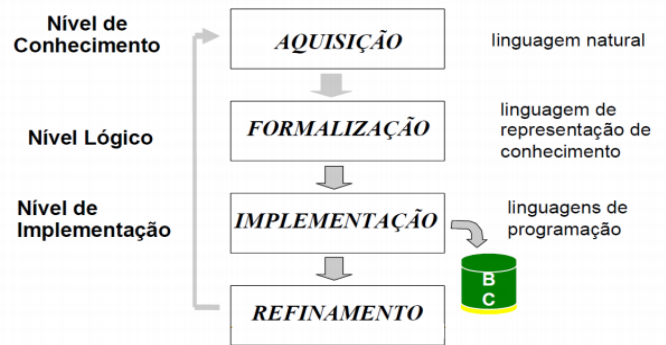 Nível de
Conhecimento
AQUISIÇÃO
linguagem natural
Nível Lógico
FORMALIZAÇÃO
linguagem de
representação de
conhecimento
Nível de
Implementação
IMPLEMENTAÇÃO
linguagens de
programação
B
C
REFINAMENTO